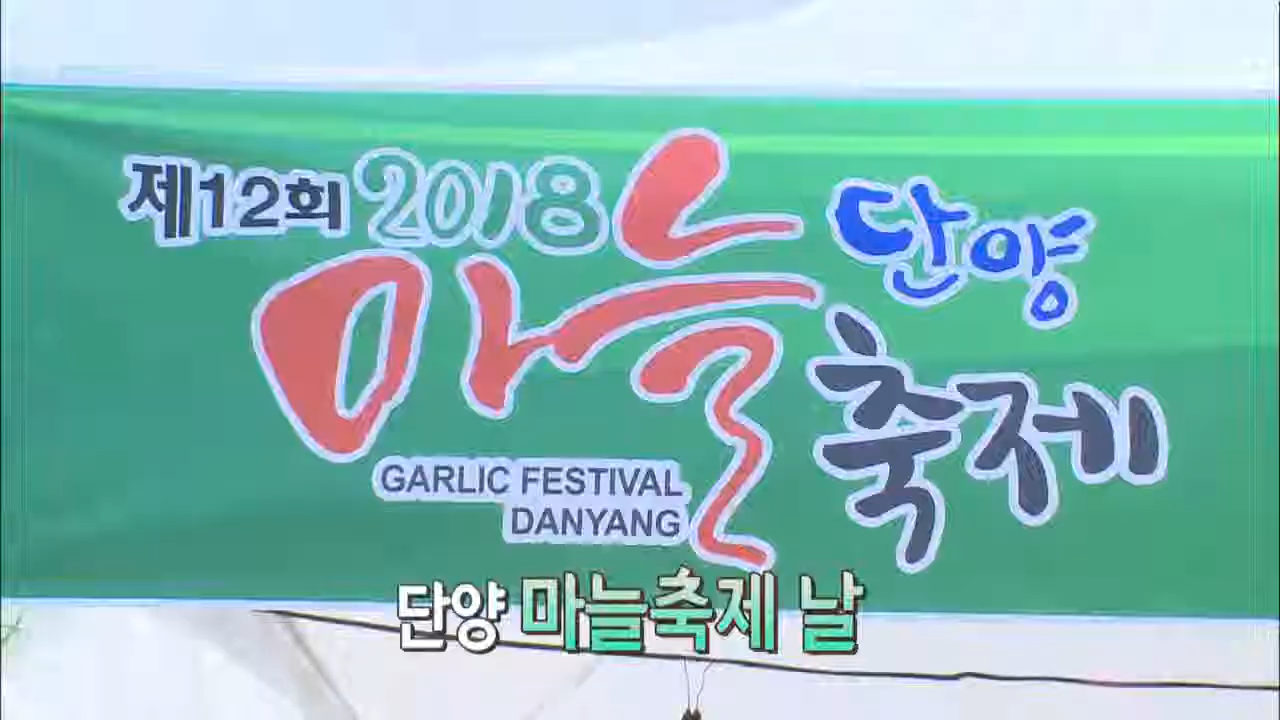 제12회 2018
단양
마늘
축제
GARLIC FESTIVAL
DANYANG
단양 마늘축제 날